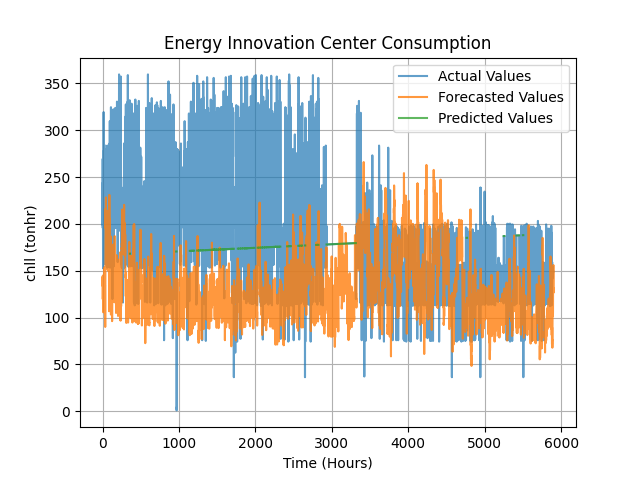 Energy Innovation Center Consumption
Actual Values
Forecasted Values
Predicted Values
chll (tonhr)
350
300
250
200
150
100
50
0
0 1000 2000 3000 4000 5000 6000
Time (Hours)